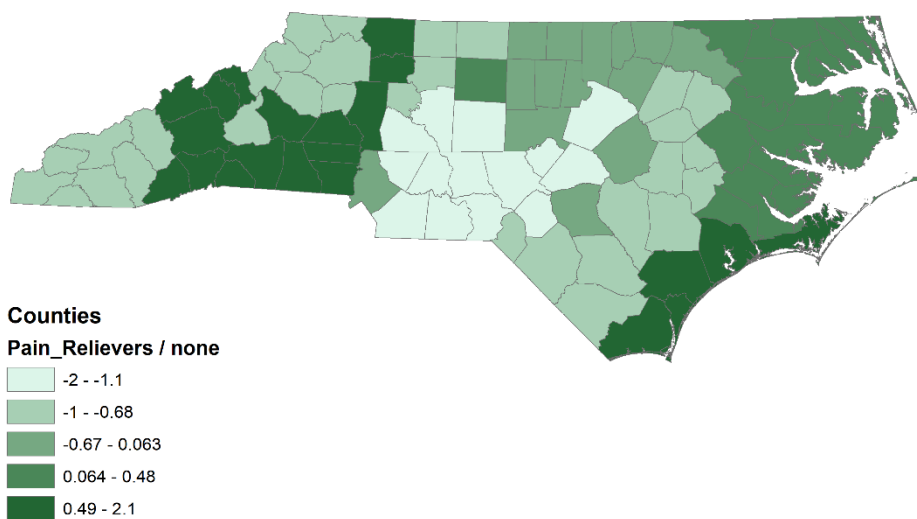 Counties
Pain_Relievers / none
-2 - -1.1
-1 - -0.68
-0.67 - 0.063
0.064 - 0.48
0.49 - 2.1